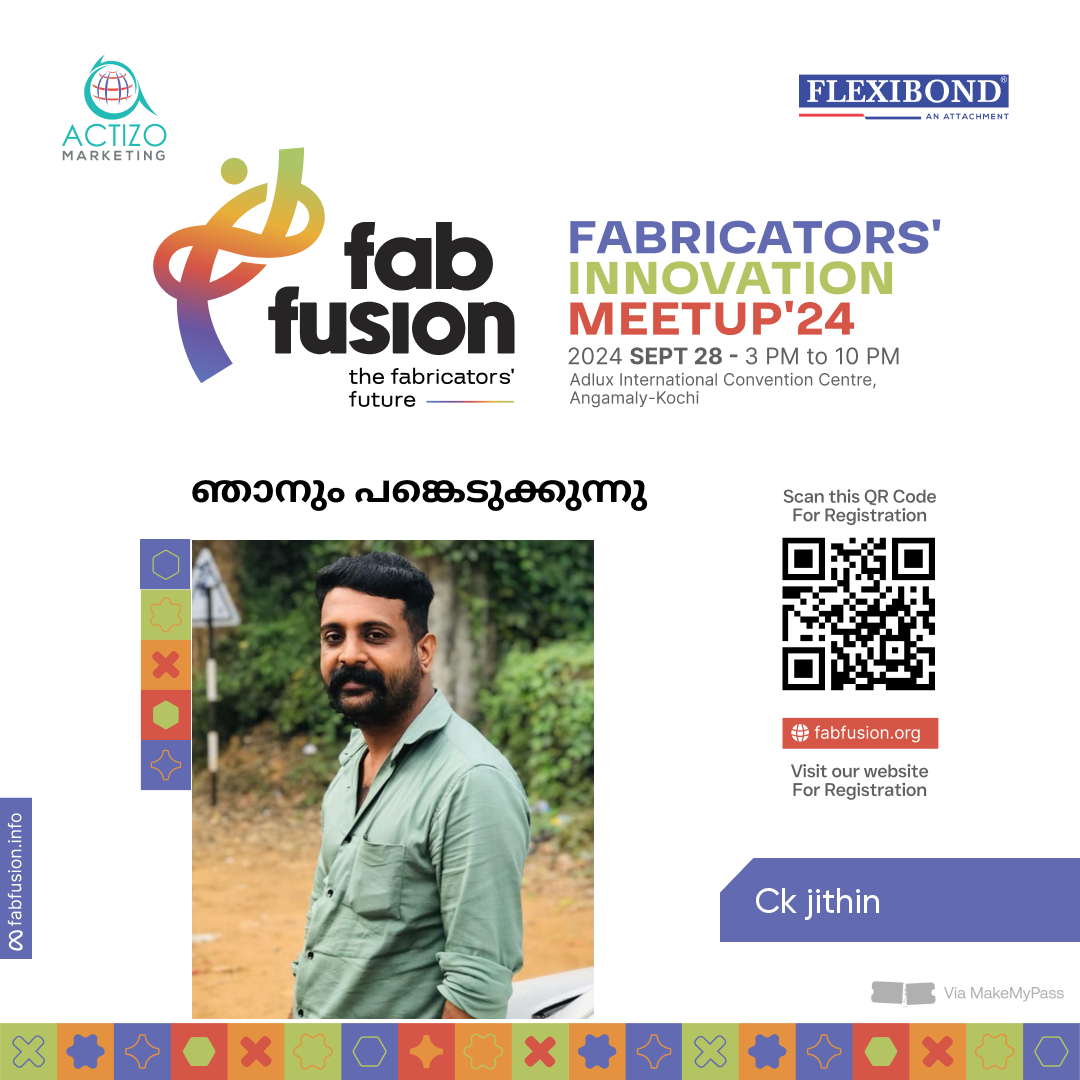 ACTIZO
MARKETING
FLEXIBOND®
AN ATTACHMENT
fab
fusion
the fabricators'
future
FABRICATORS'
INNOVATION
MEETUP'24
2024 SEPT 28 - 3 PM to 10 PM
Adlux International Convention Centre,
Angamaly-Kochi
ഞാനും പങ്കെടുക്കുന്നു
Scan this QR Code
For Registration
fabfusion.org
Visit our website
For Registration
fabfusion.info
Ck jithin
Via MakeMyPass